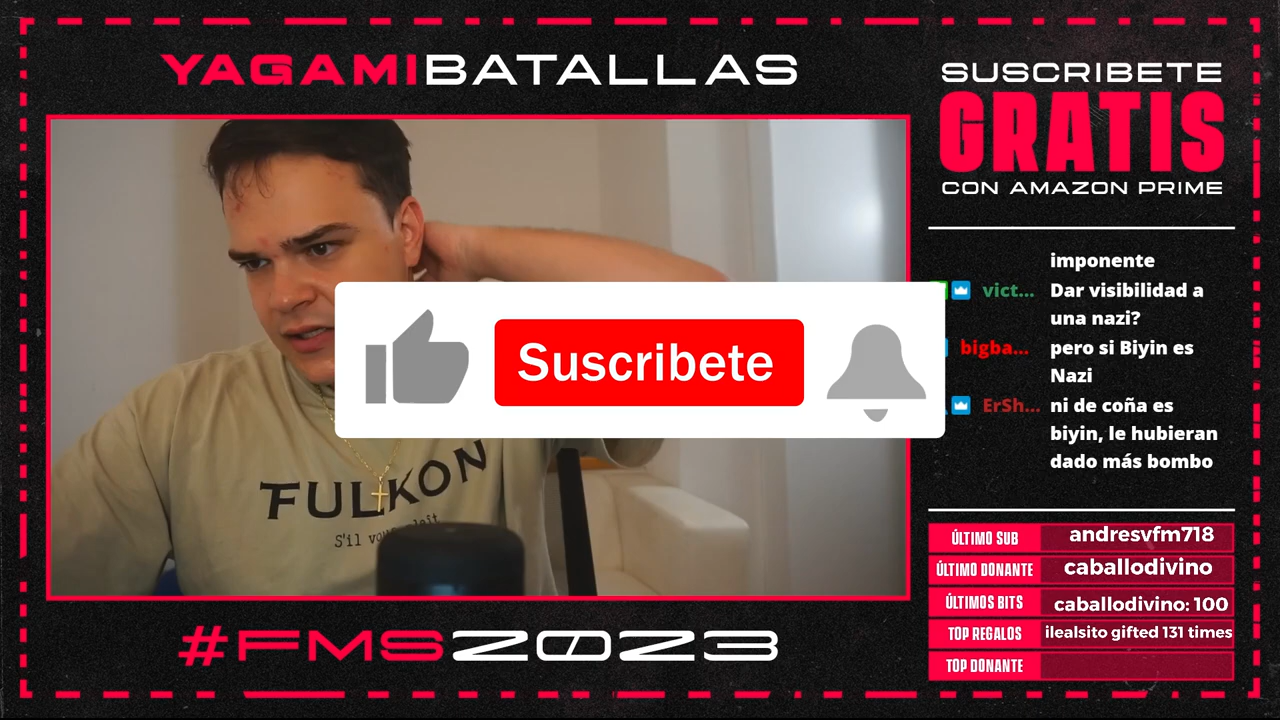 YAGAMIBATALLAS
SUSCRIBETE
GRATIS
CON AMAZON PRIME
imponente
vict... Dar visibilidad a
una nazi?
bigba... pero si Biyin es
Nazi
ErSh... ni de coña es
biyin, le hubieran
dado más bombo
Suscribete
FULKON
S'il vous plait
ÚLTIMO SUB andresvfm718
ÚLTIMO DONANTE caballodivino
ÚLTIMOS BITS caballodivino: 100
TOP REGALOS ilealsito gifted 131 times
TOP DONANTE
#FMS2023